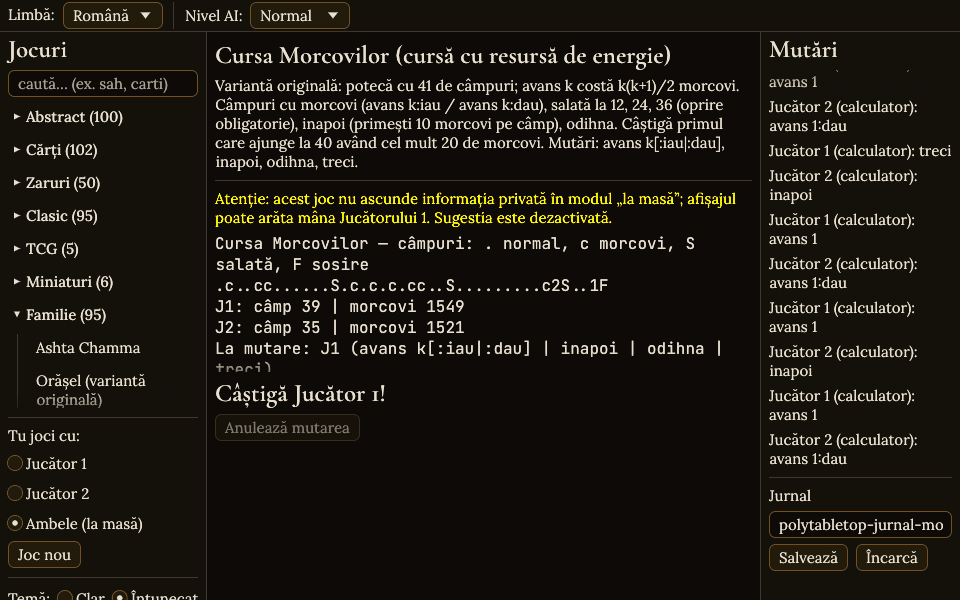 Limbă:
Română
Nivel AI:
Normal
Jocuri
caută... (ex. sah, carti)
Abstract (100)
Cărți (102)
Zaruri (50)
Clasic (95)
TCG (5)
Miniaturi (6)
Familie (95)
Ashta Chamma
Orășel (variantă
originală)
Tu joci cu:
Jucător 1
Jucător 2
Ambele (la masă)
Joc nou
Temă:
Clar
Întunecat
Cursa Morcovilor (cursă cu resursă de energie)
Variantă originală: potecă cu 41 de câmpuri; avans k costă k(k+1)/2 morcovi.
Câmpuri cu morcovi (avans k:iau / avans k:dau), salată la 12, 24, 36 (oprire
obligatorie), inapoi (primești 10 morcovi pe câmp), odihna. Câștigă primul
care ajunge la 40 având cel mult 20 de morcovi. Mutări: avans k[:iau|:dau],
inapoi, odihna, treci.
Atenție: acest joc nu ascunde informația privată în modul „la masă”; afișajul
poate arăta mâna Jucătorului 1. Sugestia este dezactivată.
Cursa Morcovilor — câmpuri: . normal, c morcovi, S
salată, F sosire
.c..cc......S.c.c.c.cc..S.........c2S..1F
J1: câmp 39 | morcovi 1549
J2: câmp 35 | morcovi 1521
La mutare: J1 (avans k[:iau|:dau] | inapoi | odihna |
treci)
Câștigă Jucător 1!
Anulează mutarea
Mutări
avans 1
Jucător 2 (calculator):
avans 1:dau
Jucător 1 (calculator): treci
Jucător 2 (calculator):
inapoi
Jucător 1 (calculator):
avans 1
Jucător 2 (calculator):
avans 1:dau
Jucător 1 (calculator):
avans 1
Jucător 2 (calculator):
inapoi
Jucător 1 (calculator):
avans 1
Jucător 2 (calculator):
avans 1:dau
Jurnal
polytabletop-jurnal-mo
Salvează
Încarcă